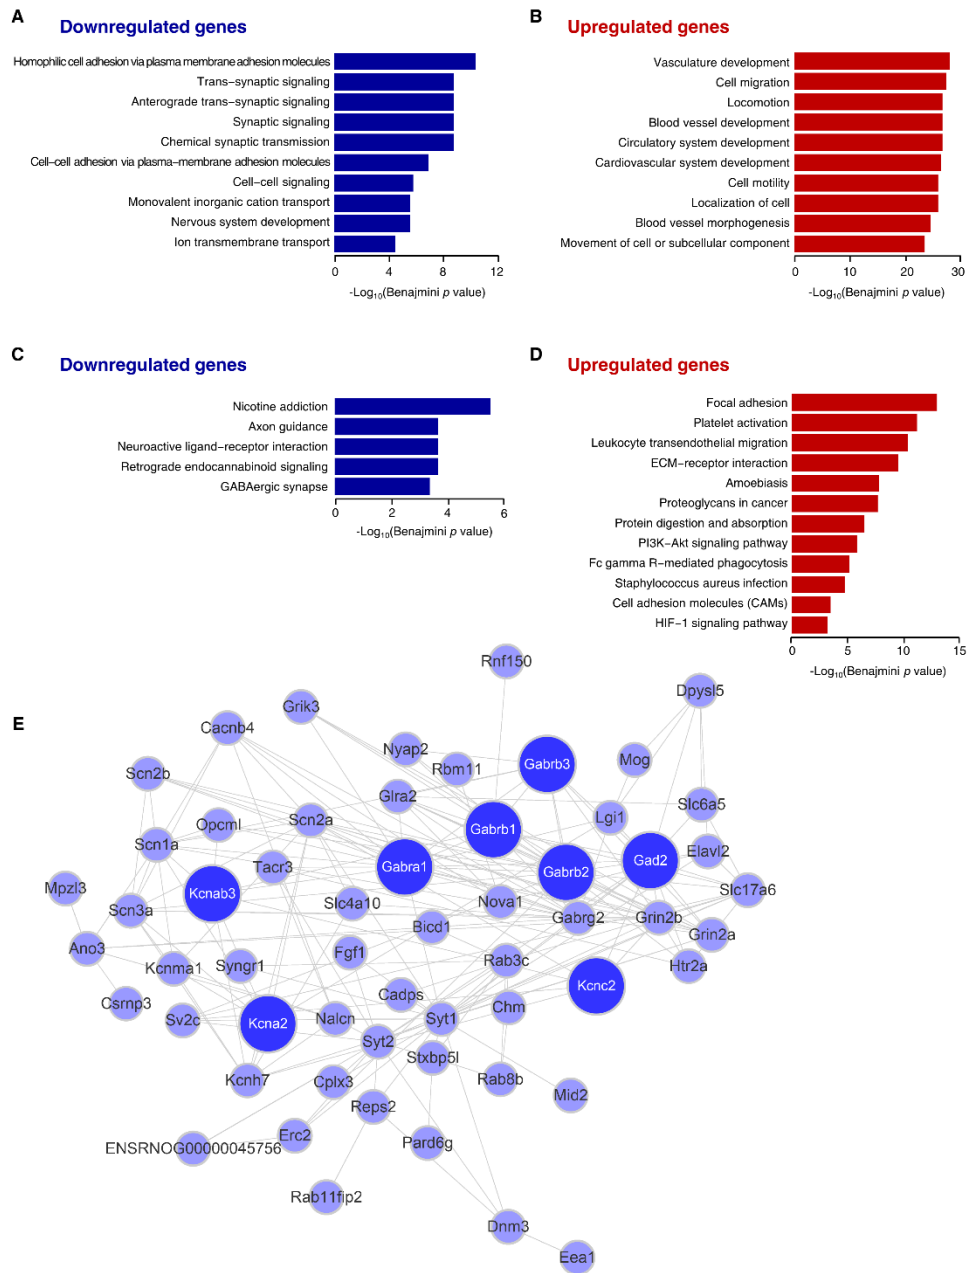 A
Downregulated genes
Homophilic cell adhesion via plasma membrane adhesion molecules
Trans−synaptic signaling
Anterograde trans−synaptic signaling
Synaptic signaling
Chemical synaptic transmission
Cell−cell adhesion via plasma−membrane adhesion molecules
Cell−cell signaling
Monovalent inorganic cation transport
Nervous system development
Ion transmembrane transport
0 4 8 12
-Log10(Benajmini p value)
B
Upregulated genes
Vasculature development
Cell migration
Locomotion
Blood vessel development
Circulatory system development
Cardiovascular system development
Cell motility
Localization of cell
Blood vessel morphogenesis
Movement of cell or subcellular component
0 10 20 30
-Log10(Benajmini p value)
C
Downregulated genes
Nicotine addiction
Axon guidance
Neuroactive ligand−receptor interaction
Retrograde endocannabinoid signaling
GABAergic synapse
0 2 4 6
-Log10(Benajmini p value)
D
Upregulated genes
Focal adhesion
Platelet activation
Leukocyte transendothelial migration
ECM−receptor interaction
Amoebiasis
Proteoglycans in cancer
Protein digestion and absorption
PI3K−Akt signaling pathway
Fc gamma R−mediated phagocytosis
Staphylococcus aureus infection
Cell adhesion molecules (CAMs)
HIF−1 signaling pathway
0 5 10 15
-Log10(Benajmini p value)
E
Rnf150
Dpysl5
Grik3
Cacnb4
Nyap2
Rbm11
Gabrb3
Mog
Scn2b
Glra2
Slc6a5
Opcml
Scn2a
Gabrb1
Lgi1
Scn1a
Tacr3
Gabra1
Gabrb2
Gad2
Elavl2
Mpzl3
Kcnab3
Slc17a6
Scn3a
Slc4a10
Nova1
Gabrg2
Grin2b
Bicd1
Grin2a
Ano3
Kcnma1
Syngr1
Fgf1
Rab3c
Htr2a
Csrnp3
Cadps
Kcnc2
Sv2c
Kcna2
Nalcn
Syt1
Chm
Syt2
Stxbp5l
Kcnh7
Cplx3
Rab8b
Mid2
Reps2
ENSRNOG00000045756
Erc2
Pard6g
Rab11fip2
Dnm3
Eea1